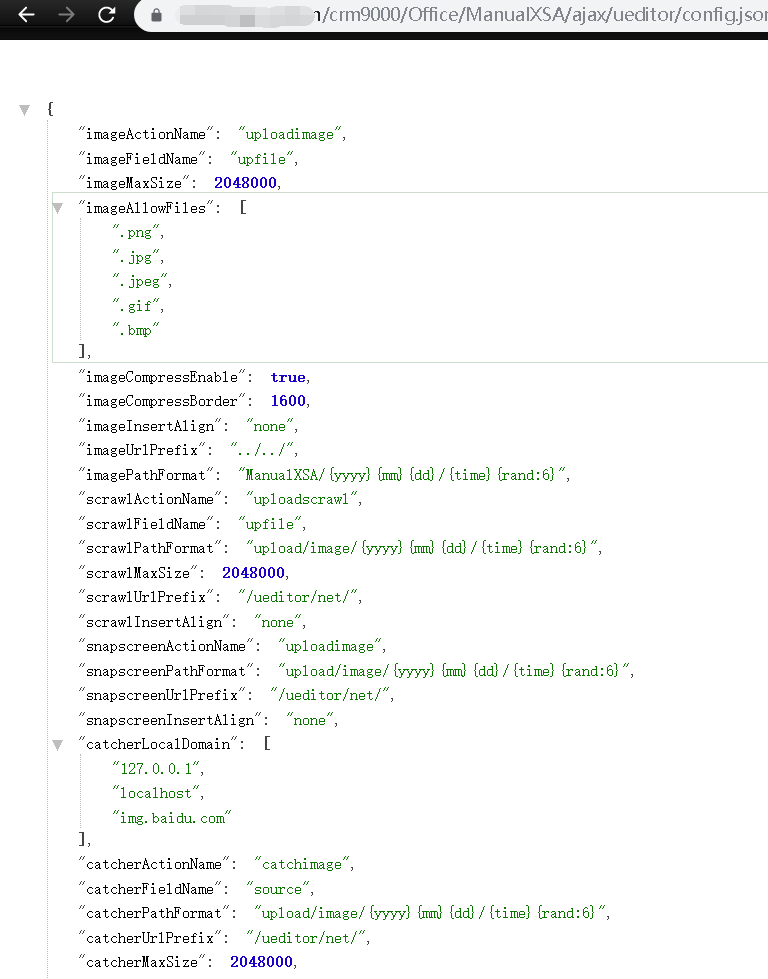 /crm9000/Office/ManualXSA/ajax/ueditor/config.json
{
"imageActionName": "uploadimage",
"imageFieldName": "upfile",
"imageMaxSize": 2048000,
"imageAllowFiles": [
".png",
".jpg",
".jpeg",
".gif",
".bmp"
],
"imageCompressEnable": true,
"imageCompressBorder": 1600,
"imageInsertAlign": "none",
"imageUrlPrefix": "../../",
"imagePathFormat": "ManualXSA/{yyyy}{mm}{dd}/{time}{rand:6}",
"scrawlActionName": "uploadscrawl",
"scrawlFieldName": "upfile",
"scrawlPathFormat": "upload/image/{yyyy}{mm}{dd}/{time}{rand:6}",
"scrawlMaxSize": 2048000,
"scrawlUrlPrefix": "/ueditor/net/",
"scrawlInsertAlign": "none",
"snapscreenActionName": "uploadimage",
"snapscreenPathFormat": "upload/image/{yyyy}{mm}{dd}/{time}{rand:6}",
"snapscreenUrlPrefix": "/ueditor/net/",
"snapscreenInsertAlign": "none",
"catcherLocalDomain": [
"127.0.0.1",
"localhost",
"img.baidu.com"
],
"catcherActionName": "catchimage",
"catcherFieldName": "source",
"catcherPathFormat": "upload/image/{yyyy}{mm}{dd}/{time}{rand:6}",
"catcherUrlPrefix": "/ueditor/net/",
"catcherMaxSize": 2048000,